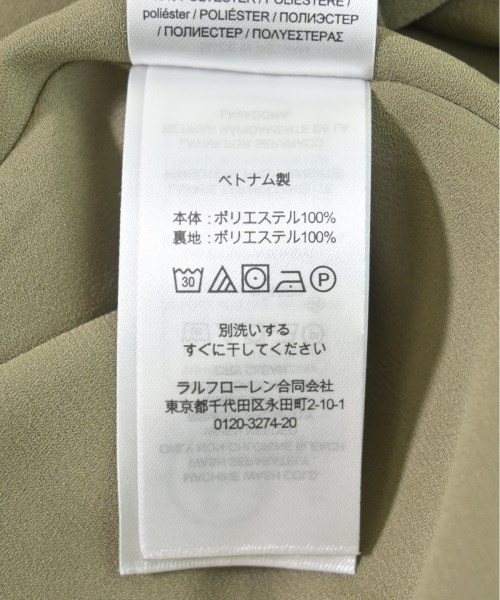 poliéster / POLIÉSTER / ПОЛИЭСТЕР
/ ПОЛИЕСТЕР / ΠΟΛΥΕΣΤΕΡΑΣ
ベトナム製
本体 : ポリエステル100%
裏地 : ポリエステル100%
30 P
別洗いする
すぐに干してください
ラルフローレン合同会社
東京都千代田区永田町2-10-1
0120-3274-20